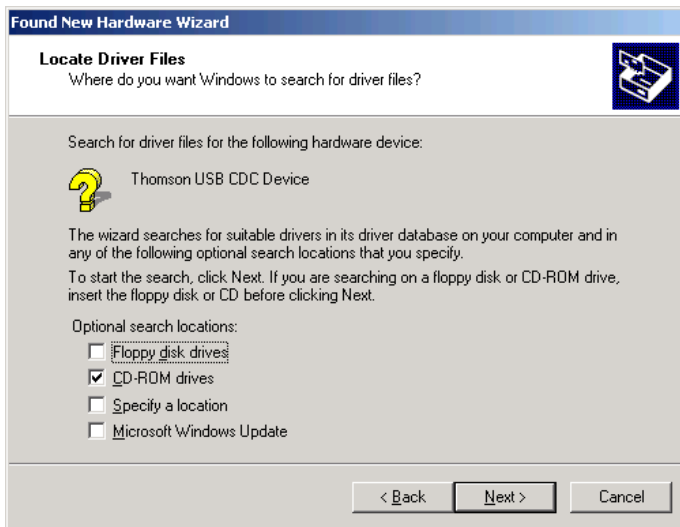 Found New Hardware Wizard
Locate Driver Files
Where do you want Windows to search for driver files?
Search for driver files for the following hardware device:
Thomson USB CDC Device
The wizard searches for suitable drivers in its driver database on your computer and in
any of the following optional search locations that you specify.
To start the search, click Next. If you are searching on a floppy disk or CD-ROM drive,
insert the floppy disk or CD before clicking Next.
Optional search locations:
Floppy disk drives
CD-ROM drives
Specify a location
Microsoft Windows Update
< Back Next > Cancel